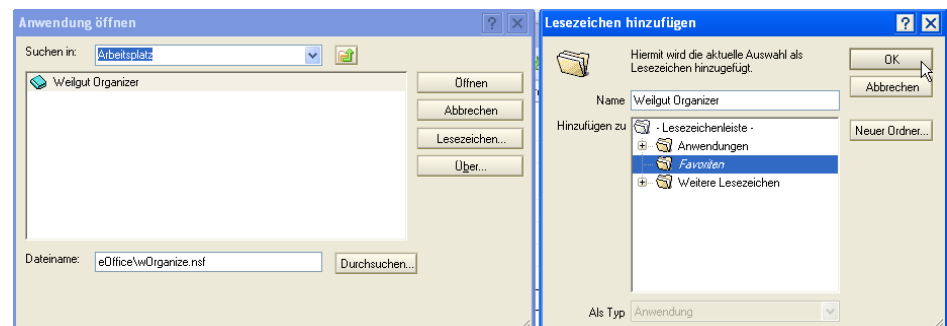 Anwendung öffnen
Suchen in: Arbeitsplatz
Weilgut Organizer
Öffnen
Abbrechen
Lesezeichen...
Über...
Dateiname: eOffice\wOrganize.nsf
Durchsuchen...
Lesezeichen hinzufügen
Hiermit wird die aktuelle Auswahl als
Lesezeichen hinzugefügt.
OK
Abbrechen
Name Weilgut Organizer
Hinzufügen zu - Lesezeichenleiste -
Neuer Ordner...
Anwendungen
Favoriten
Weitere Lesezeichen
Als Typ Anwendung